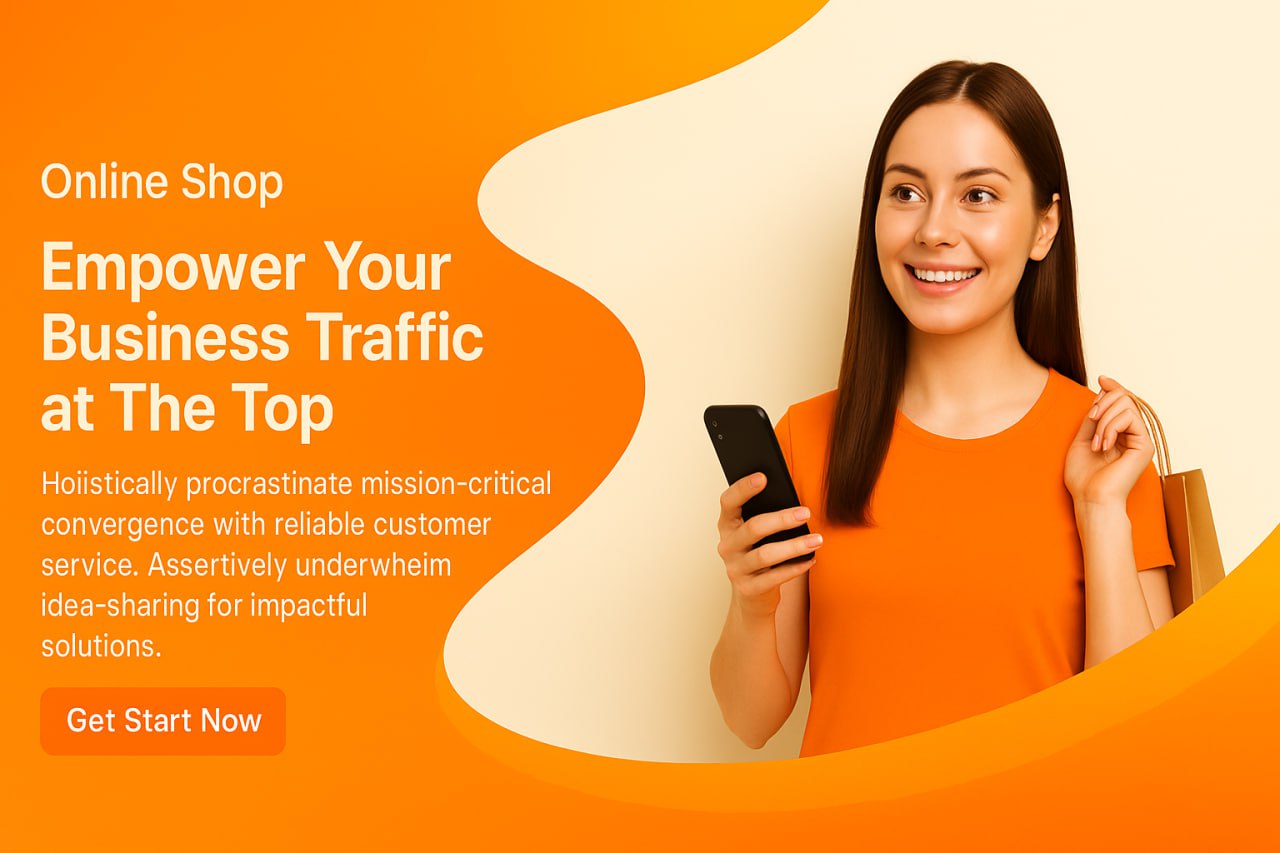 Online Shop
Empower Your
Business Traffic
at The Top
Hoiistically procrastinate mission-critical
convergence with reliable customer
service. Assertively underwheim
idea-sharing for impactful
solutions.
Get Start Now